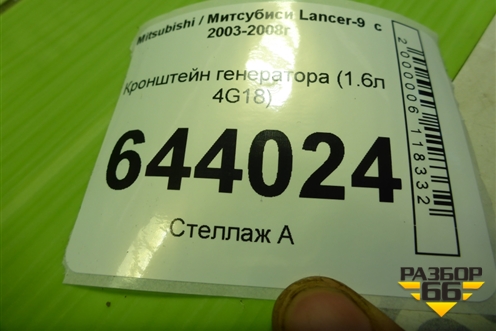 Mitsubishi / Митсубиси Lancer-9 с
2003-2008г
Кронштейн генератора (1.6л
4G18)
644024
Стеллаж А
2000006118332
РАЗБОР
66